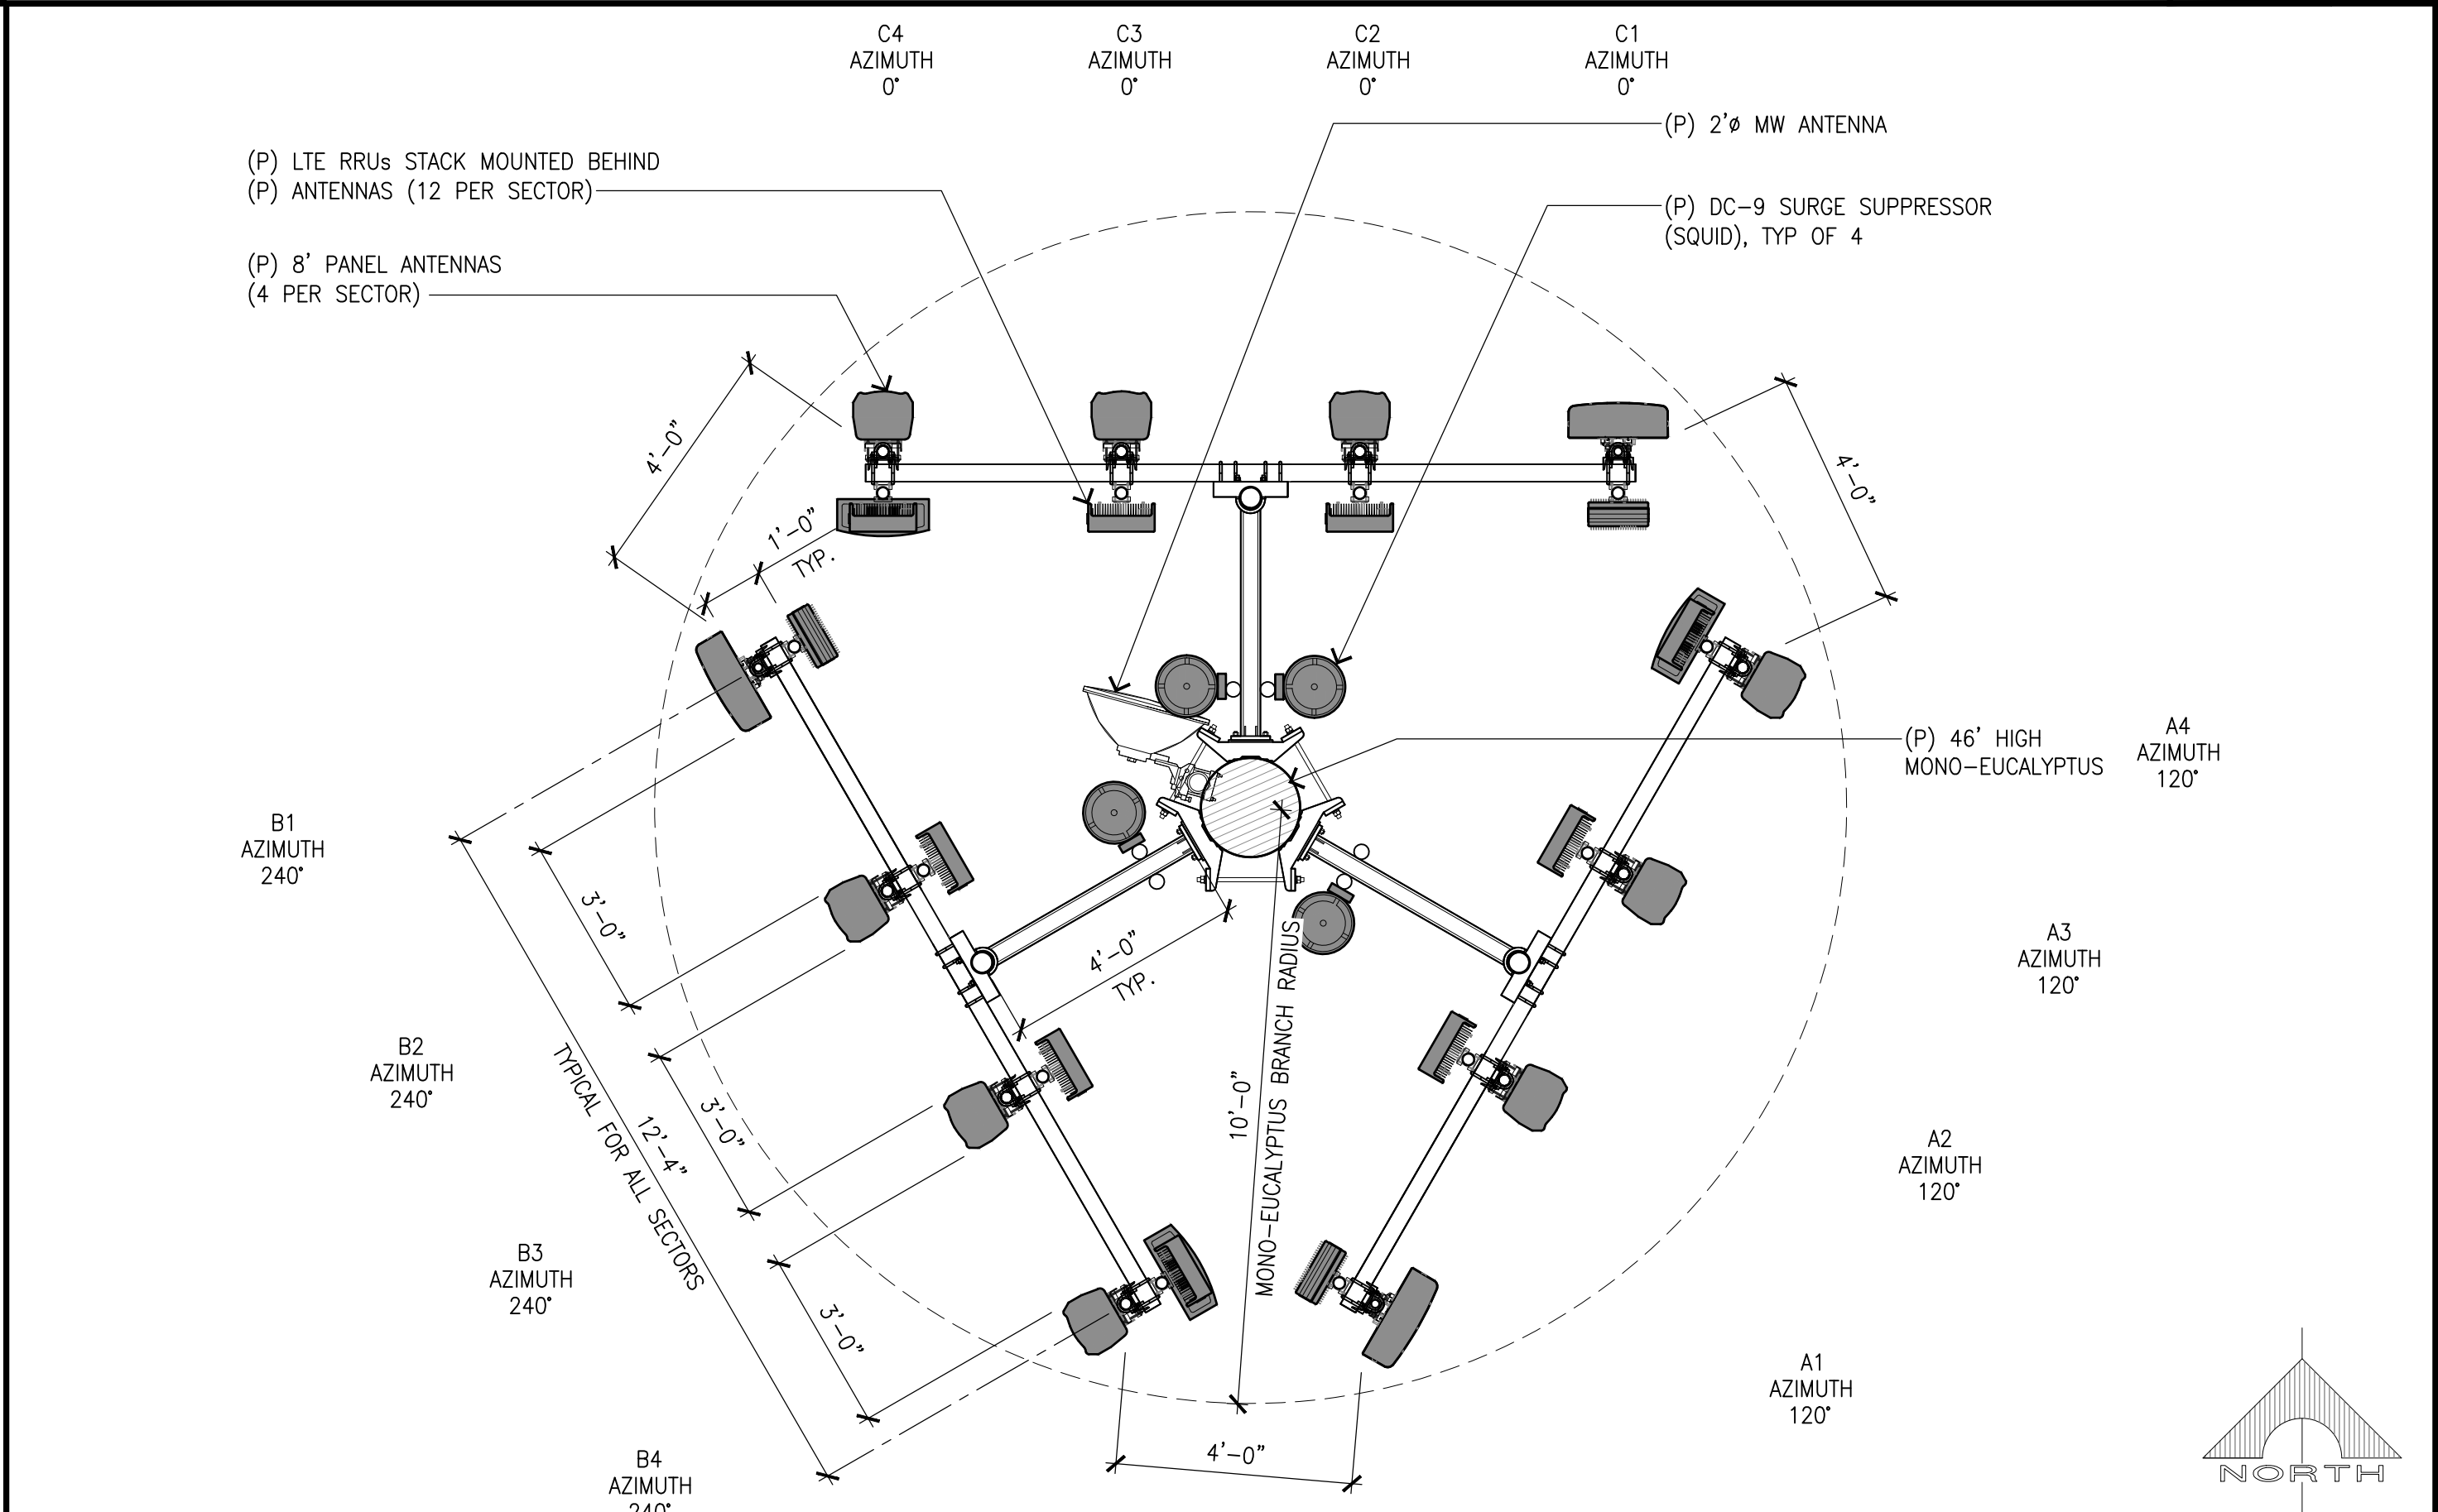 C4
AZIMUTH
0°
C3
AZIMUTH
0°
C2
AZIMUTH
0°
C1
AZIMUTH
0°
(P) 2'ø MW ANTENNA
(P) LTE RRUs STACK MOUNTED BEHIND
(P) ANTENNAS (12 PER SECTOR)
(P) DC-9 SURGE SUPPRESSOR
(SQUID), TYP OF 4
(P) 8' PANEL ANTENNAS
(4 PER SECTOR)
4'-0"
4'-0"
1'-0"
TYP.
(P) 46' HIGH
MONO-EUCALYPTUS
A4
AZIMUTH
120°
B1
AZIMUTH
240°
3'-0"
4'-0"
TYP.
A3
AZIMUTH
120°
B2
AZIMUTH
240°
3'-0"
12'-4"
TYPICAL FOR ALL SECTORS
10'-0"
MONO-EUCALYPTUS BRANCH RADIUS
A2
AZIMUTH
120°
B3
AZIMUTH
240°
3'-0"
A1
AZIMUTH
120°
4'-0"
B4
AZIMUTH
240°
NORTH